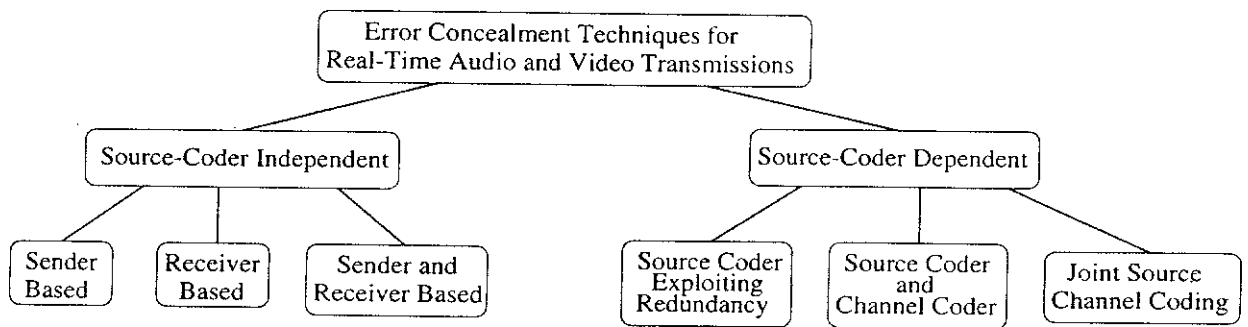 Error Concealment Techniques for
Real-Time Audio and Video Transmissions
Source-Coder Independent
Source-Coder Dependent
Sender
Based
Receiver
Based
Sender and
Receiver Based
Source Coder
Exploiting
Redundancy
Source Coder
and
Channel Coder
Joint Source
Channel Coding